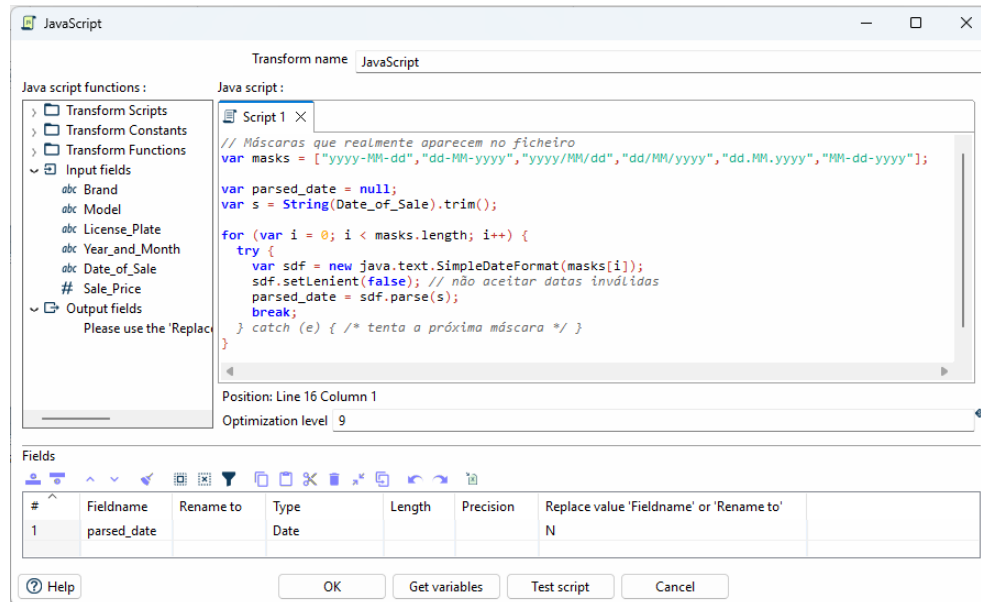 JavaScript
Transform name JavaScript
Java script functions :
Java script :
Transform Scripts
Transform Constants
Transform Functions
Input fields
abc Brand
abc Model
abc License_Plate
abc Year_and_Month
abc Date_of_Sale
# Sale_Price
Output fields
Please use the 'Replac
Script 1
// Máscaras que realmente aparecem no ficheiro
var masks = ["yyyy-MM-dd","dd-MM-yyyy","yyyy/MM/dd","dd/MM/yyyy","dd.MM.yyyy","MM-dd-yyyy"];
var parsed_date = null;
var s = String(Date_of_Sale).trim();
for (var i = 0; i < masks.length; i++) {
try {
var sdf = new java.text.SimpleDateFormat(masks[i]);
sdf.setLenient(false); // não aceitar datas inválidas
parsed_date = sdf.parse(s);
break;
} catch (e) { /* tenta a próxima máscara */ }
}
Position: Line 16 Column 1
Optimization level 9
Fields
# Fieldname Rename to Type Length Precision Replace value 'Fieldname' or 'Rename to'
1 parsed_date Date N
Help OK Get variables Test script Cancel